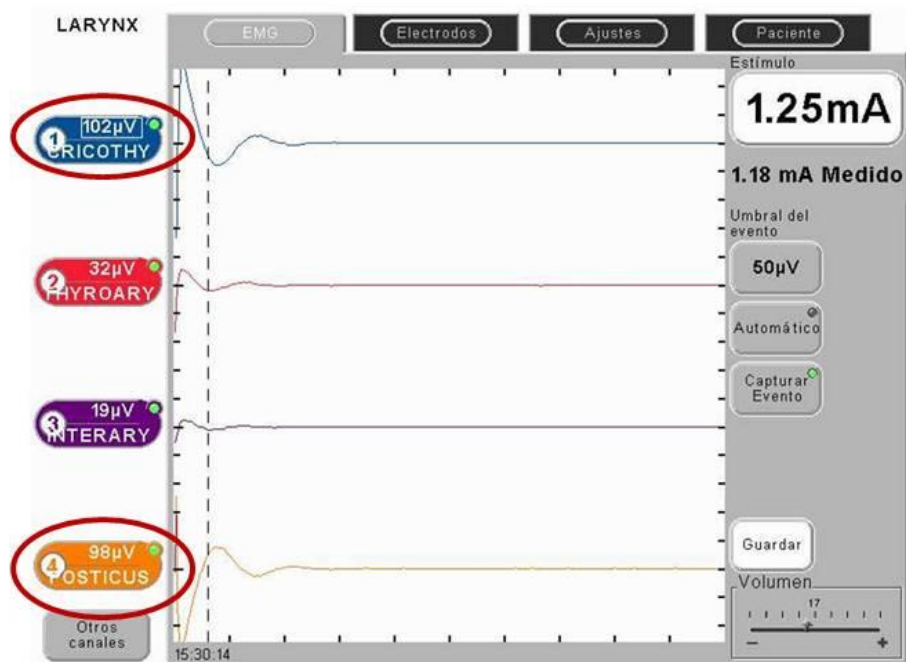 LARYNX
EMG
Electrodos
Ajustes
Paciente
Estímulo
1.25mA
1.18 mA Medido
Umbral del
evento
50µV
Automático
Capturar
Evento
Guardar
Volumen
17
- +
1
102µV
CRICOTHY
2
32µV
THYROARY
3
19µV
INTERARY
4
98µV
POSTICUS
Otros
canales
15:30:14